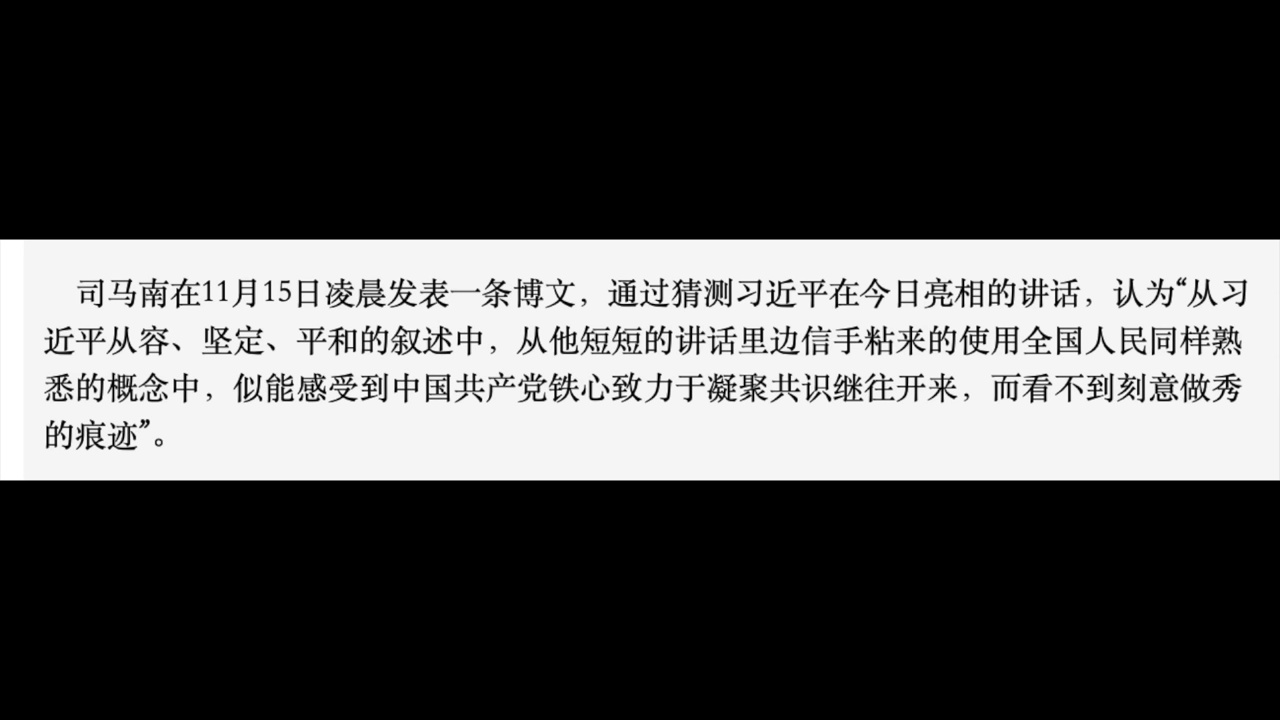 司马南在11月15日凌晨发表一条博文，通过猜测习近平在今日亮相的讲话，认为“从习
近平从容、坚定、平和的叙述中，从他短短的讲话里边信手粘来的使用全国人民同样熟
悉的概念中，似能感受到中国共产党铁心致力于凝聚共识继往开来，而看不到刻意做秀
的痕迹”。